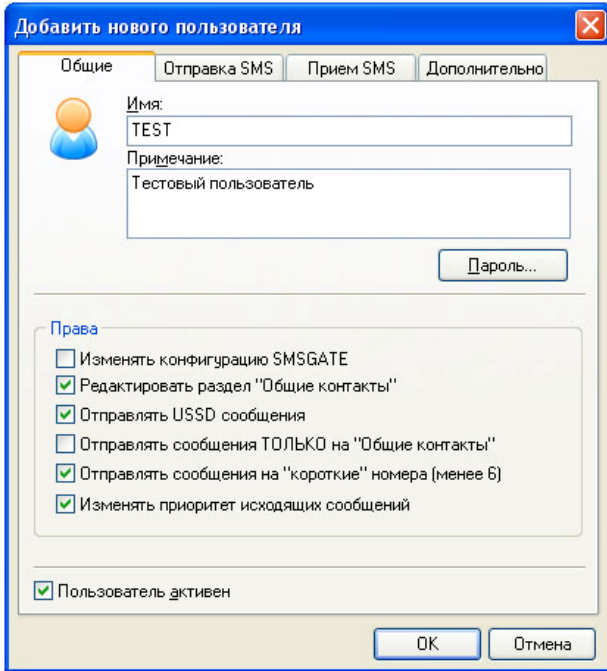 Добавить нового пользователя
Общие Отправка SMS Прием SMS Дополнительно
Имя:
TEST
Примечание:
Тестовый пользователь
Пароль...
Права
Изменять конфигурацию SMSGATE
Редактировать раздел "Общие контакты"
Отправлять USSD сообщения
Отправлять сообщения ТОЛЬКО на "Общие контакты"
Отправлять сообщения на "короткие" номера (менее 6)
Изменять приоритет исходящих сообщений
Пользователь активен
OK Отмена